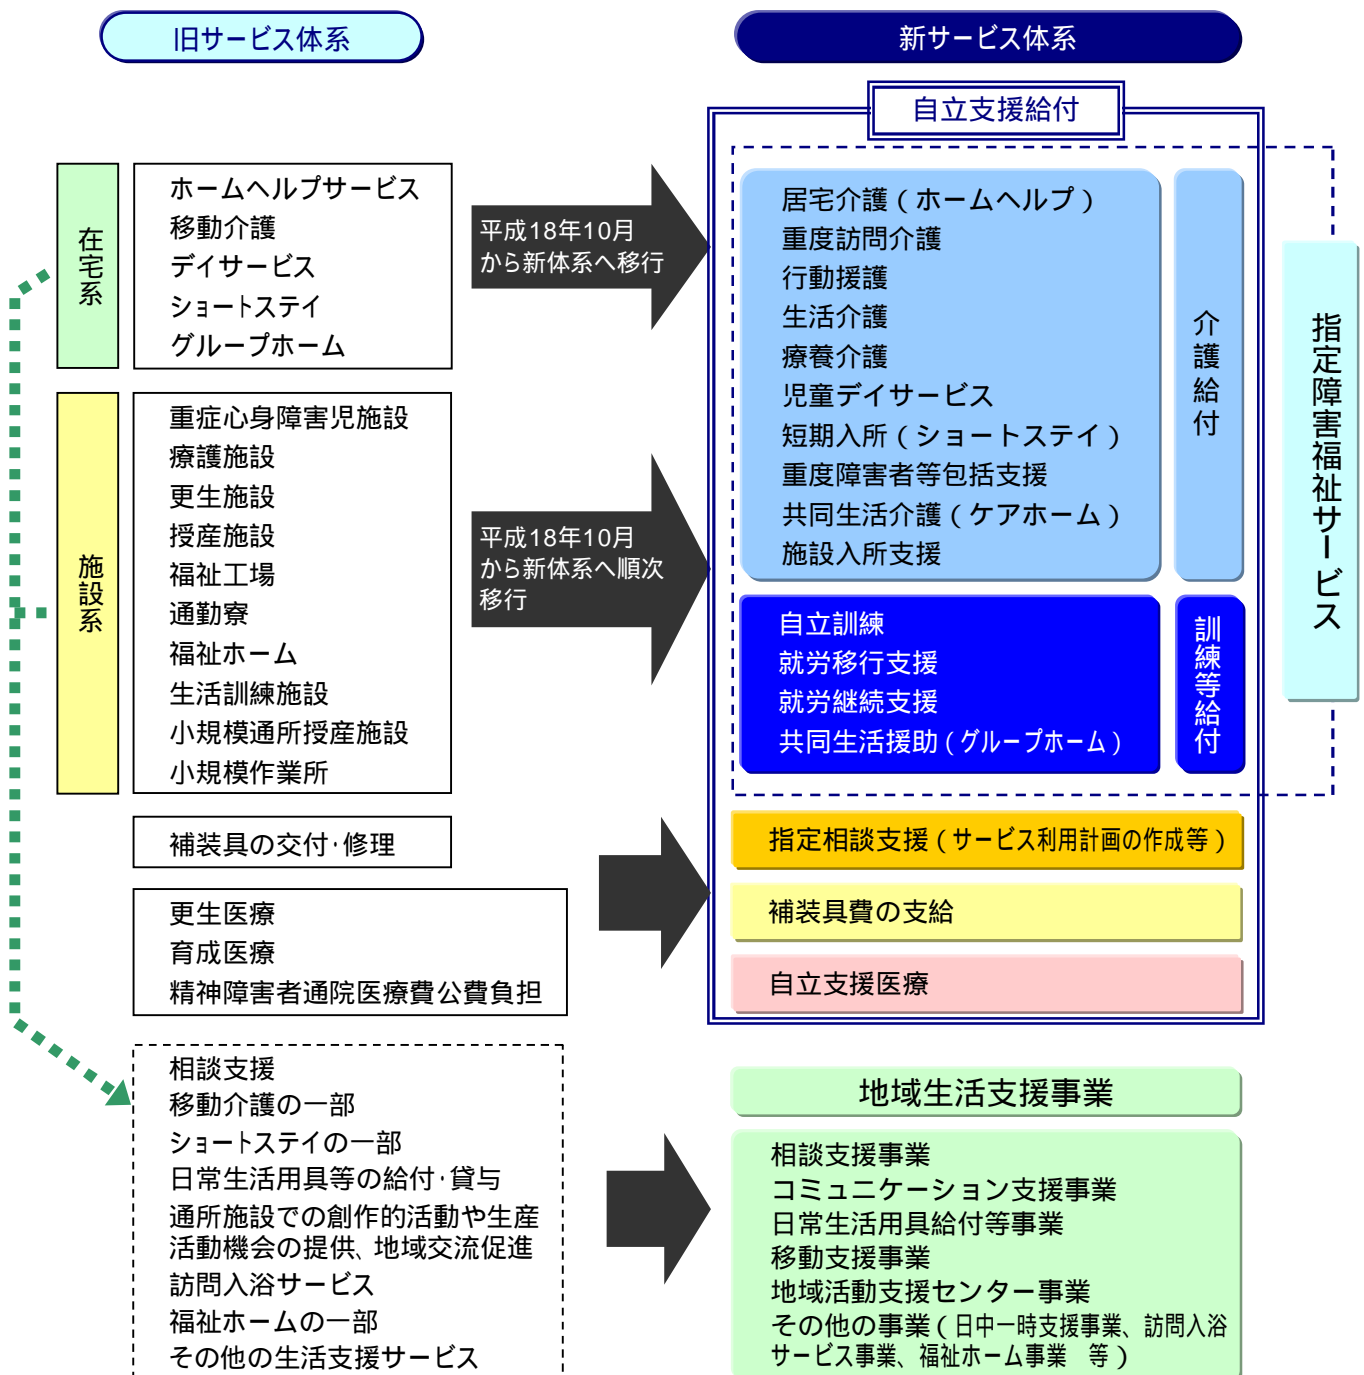 旧サービス体系
新サービス体系
自立支援給付
在宅系
ホームヘルプサービス
移動介護
デイサービス
ショートステイ
グループホーム
平成18年10月
から新体系へ移行
居宅介護(ホームヘルプ)
重度訪問介護
行動援護
生活介護
療養介護
児童デイサービス
短期入所(ショートステイ)
重度障害者等包括支援
共同生活介護(ケアホーム)
施設入所支援
介護給付
指定障害福祉サービス
施設系
重症心身障害児施設
療護施設
更生施設
授産施設
福祉工場
通勤寮
福祉ホーム
生活訓練施設
小規模通所授産施設
小規模作業所
平成18年10月
から新体系へ順次
移行
自立訓練
就労移行支援
就労継続支援
共同生活援助(グループホーム)
訓練等給付
補装具の交付・修理
更生医療
育成医療
精神障害者通院医療費公費負担
指定相談支援(サービス利用計画の作成等)
補装具費の支給
自立支援医療
相談支援
移動介護の一部
ショートステイの一部
日常生活用具等の給付・貸与
通所施設での創作的活動や生産
活動機会の提供、地域交流促進
訪問入浴サービス
福祉ホームの一部
その他の生活支援サービス
地域生活支援事業
相談支援事業
コミュニケーション支援事業
日常生活用具給付等事業
移動支援事業
地域活動支援センター事業
その他の事業(日中一時支援事業、訪問入浴
サービス事業、福祉ホーム事業 等)